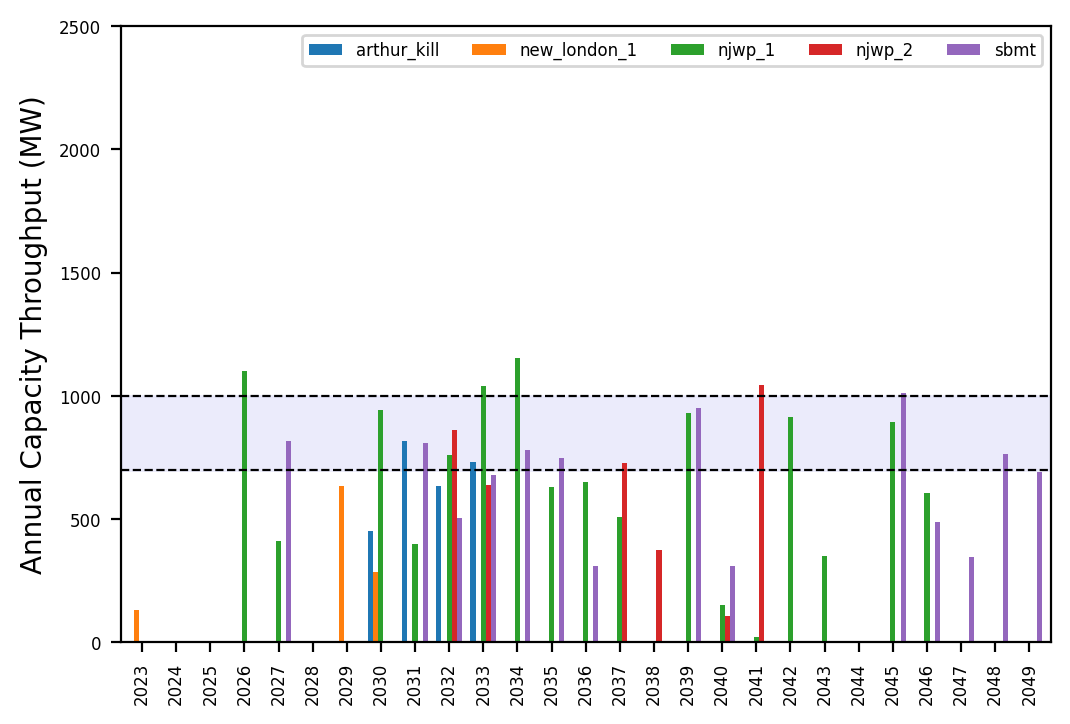 arthur_kill new_london_1 njwp_1 njwp_2 sbmt
Annual Capacity Throughput (MW)
2500
2000
1500
1000
500
0
2023 2024 2025 2026 2027 2028 2029 2030 2031 2032 2033 2034 2035 2036 2037 2038 2039 2040 2041 2042 2043 2044 2045 2046 2047 2048 2049